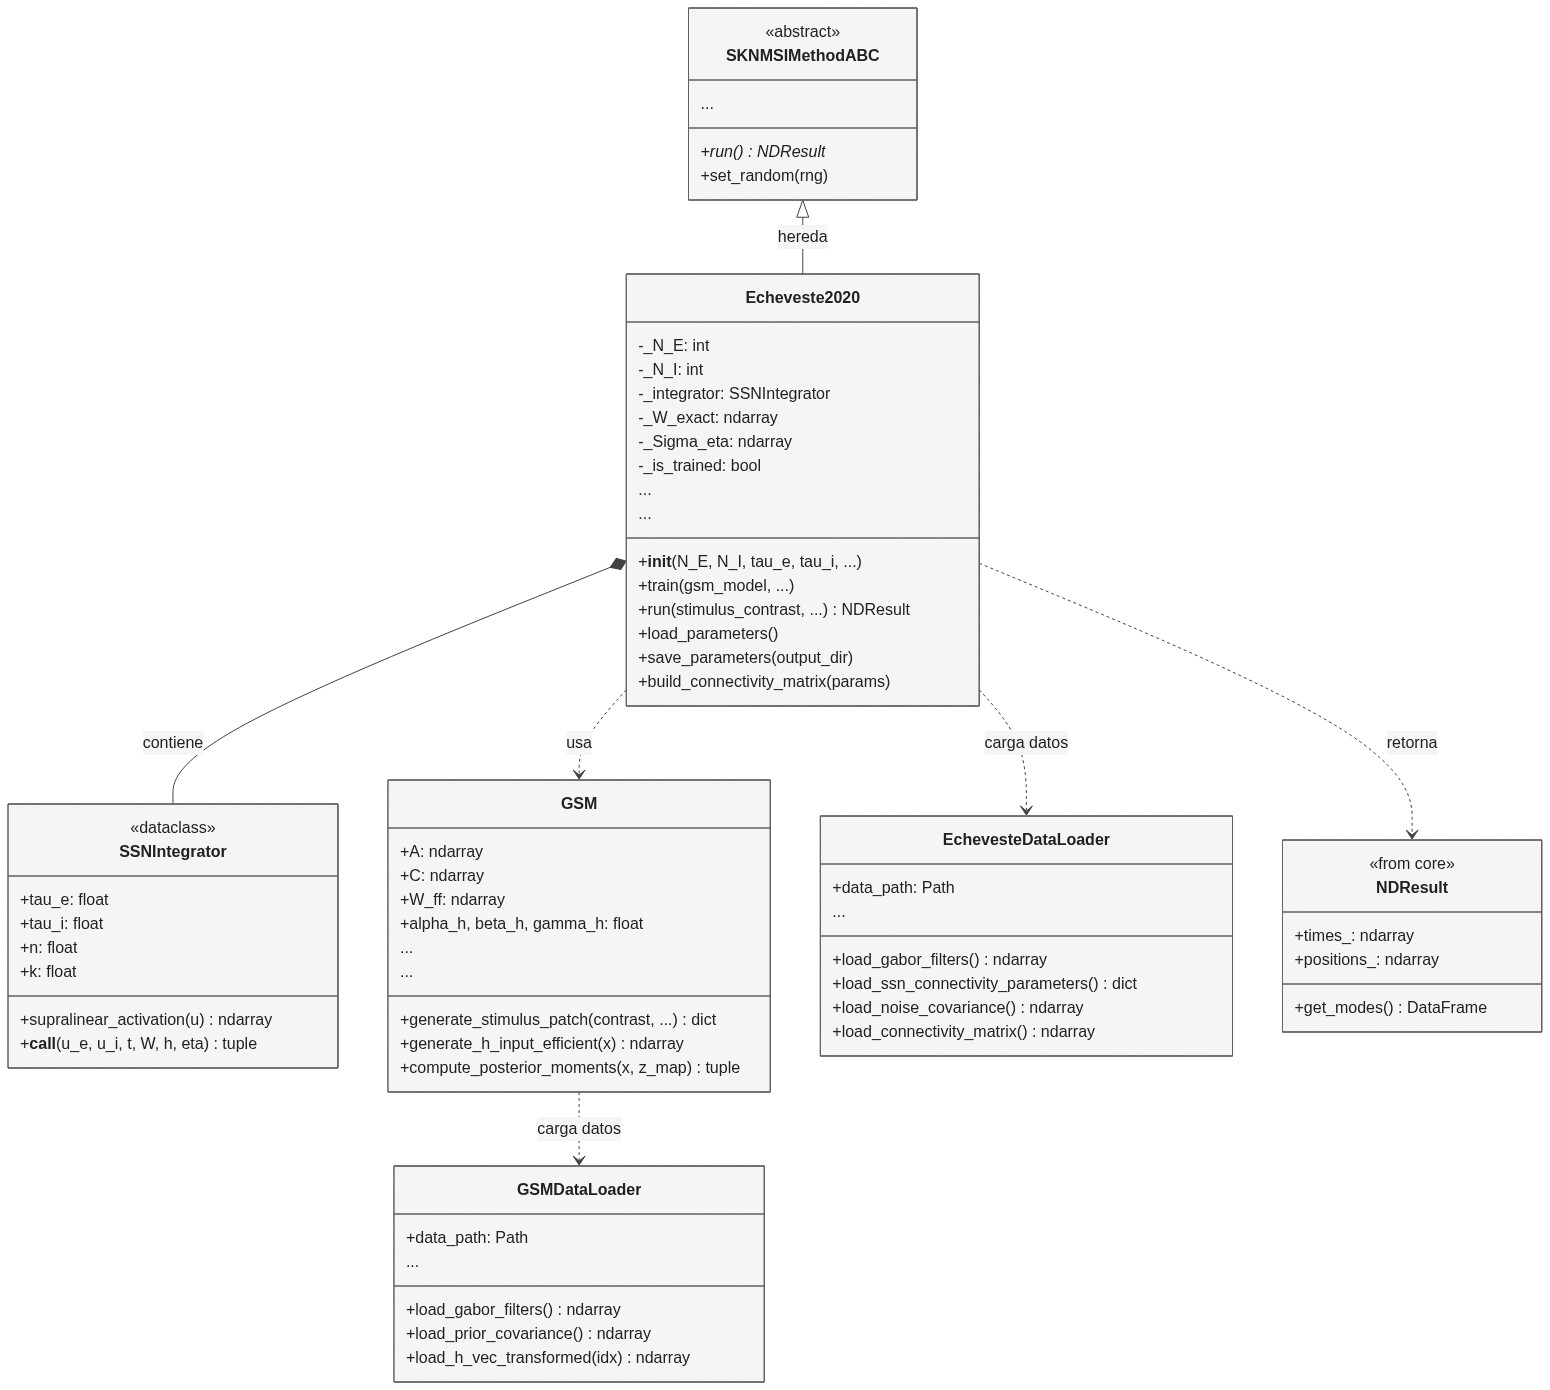 «abstract»
SKNMSIMethodABC
...
+run() : NDResult
+set_random(rng)
hereda
Echeveste2020
-_N_E: int
-_N_I: int
-_integrator: SSNIntegrator
-_W_exact: ndarray
-_Sigma_eta: ndarray
-_is_trained: bool
...
...
+init(N_E, N_I, tau_e, tau_i, ...)
+train(gsm_model, ...)
+run(stimulus_contrast, ...) : NDResult
+load_parameters()
+save_parameters(output_dir)
+build_connectivity_matrix(params)
contiene
usa
carga datos
retorna
«dataclass»
SSNIntegrator
+tau_e: float
+tau_i: float
+n: float
+k: float
+supralinear_activation(u) : ndarray
+call(u_e, u_i, t, W, h, eta) : tuple
GSM
+A: ndarray
+C: ndarray
+W_ff: ndarray
+alpha_h, beta_h, gamma_h: float
...
...
+generate_stimulus_patch(contrast, ...) : dict
+generate_h_input_efficient(x) : ndarray
+compute_posterior_moments(x, z_map) : tuple
EchevesteDataLoader
+data_path: Path
...
+load_gabor_filters() : ndarray
+load_ssn_connectivity_parameters() : dict
+load_noise_covariance() : ndarray
+load_connectivity_matrix() : ndarray
«from core»
NDResult
+times_: ndarray
+positions_: ndarray
+get_modes() : DataFrame
carga datos
GSMDataLoader
+data_path: Path
...
+load_gabor_filters() : ndarray
+load_prior_covariance() : ndarray
+load_h_vec_transformed(idx) : ndarray